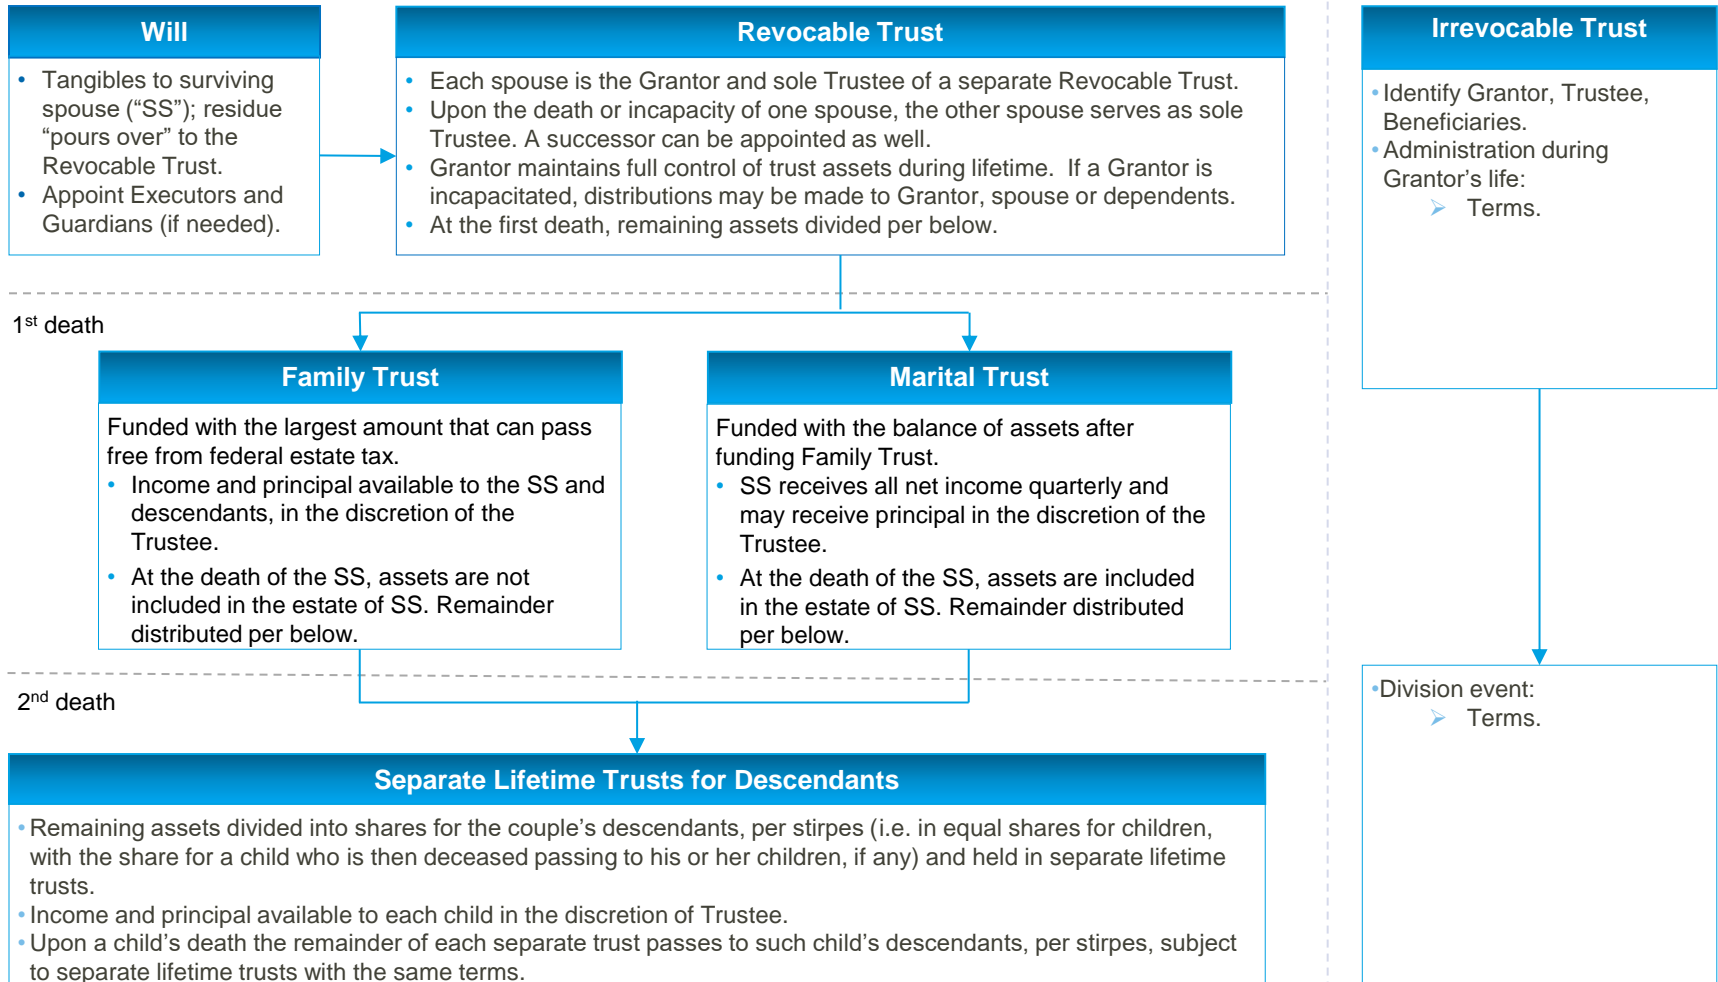 Will
• Tangibles to surviving
spouse (“SS”); residue
“pours over” to the
Revocable Trust.
• Appoint Executors and
Guardians (if needed).
Revocable Trust
• Each spouse is the Grantor and sole Trustee of a separate Revocable Trust.
• Upon the death or incapacity of one spouse, the other spouse serves as sole
Trustee. A successor can be appointed as well.
• Grantor maintains full control of trust assets during lifetime.  If a Grantor is
incapacitated, distributions may be made to Grantor, spouse or dependents.
• At the first death, remaining assets divided per below.
1st death
Family Trust
Funded with the largest amount that can pass
free from federal estate tax.
• Income and principal available to the SS and
descendants, in the discretion of the
Trustee.
• At the death of the SS, assets are not
included in the estate of SS. Remainder
distributed per below.
Marital Trust
Funded with the balance of assets after
funding Family Trust.
• SS receives all net income quarterly and
may receive principal in the discretion of the
Trustee.
• At the death of the SS, assets are included
in the estate of SS. Remainder distributed
per below.
2nd death
Separate Lifetime Trusts for Descendants
• Remaining assets divided into shares for the couple’s descendants, per stirpes (i.e. in equal shares for children,
with the share for a child who is then deceased passing to his or her children, if any) and held in separate lifetime
trusts.
• Income and principal available to each child in the discretion of Trustee.
• Upon a child’s death the remainder of each separate trust passes to such child’s descendants, per stirpes, subject
to separate lifetime trusts with the same terms.
Irrevocable Trust
• Identify Grantor, Trustee,
Beneficiaries.
• Administration during
Grantor’s life:
➢ Terms.
• Division event:
➢ Terms.